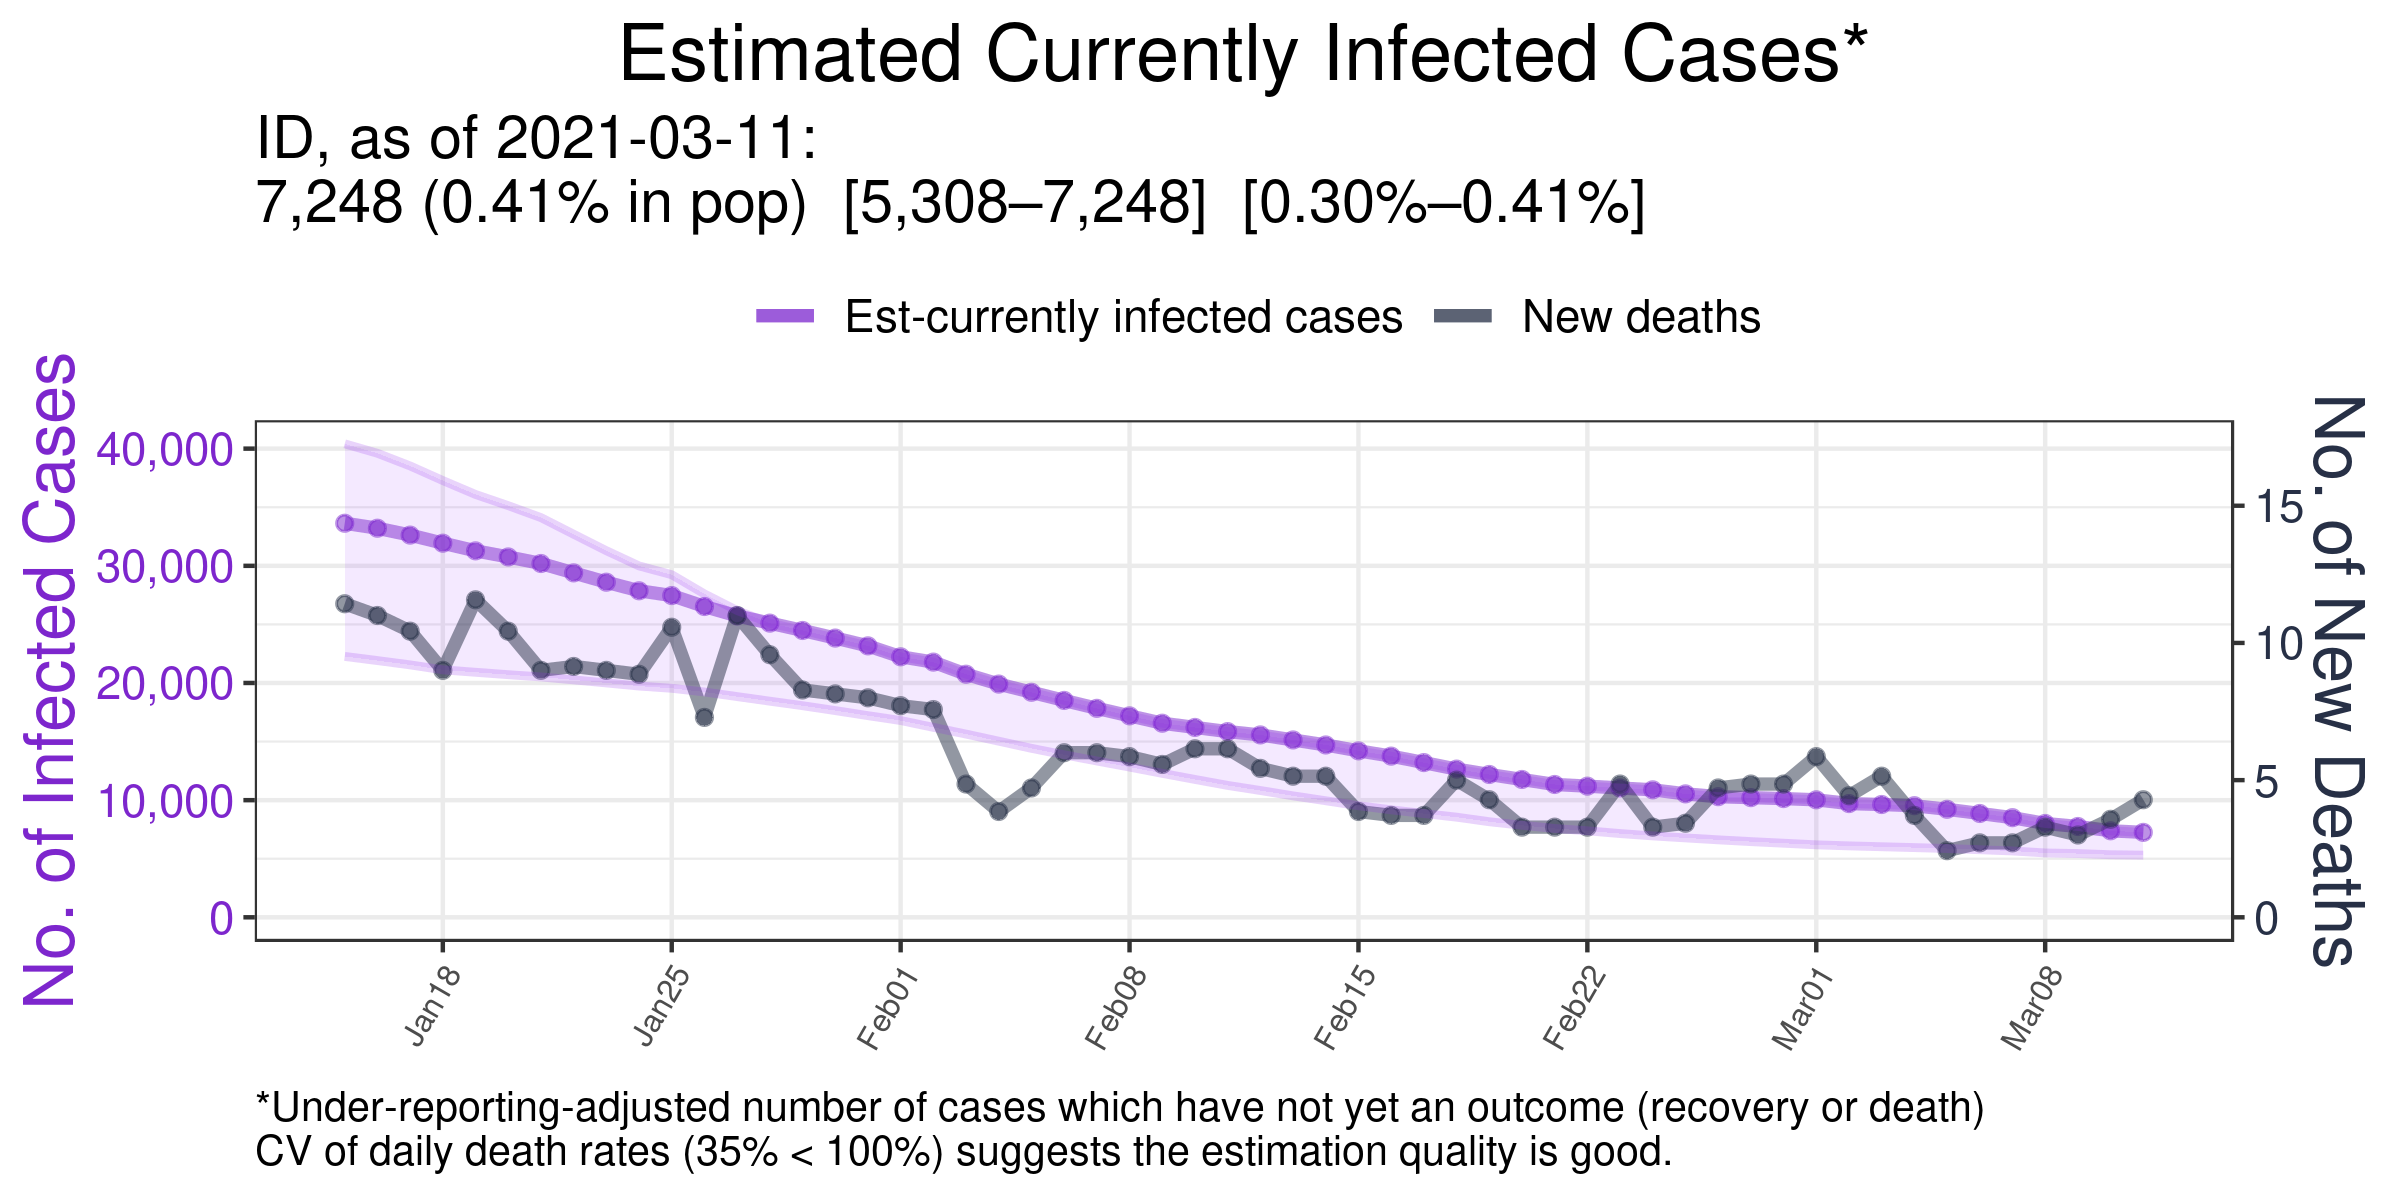 Estimated Currently Infected Cases*
ID, as of 2021-03-11:
7,248 (0.41% in pop)  [5,308–7,248]  [0.30%–0.41%]
Est-currently infected cases
New deaths
No. of Infected Cases
40,000
30,000
20,000
10,000
0
No. of New Deaths
15
10
5
0
Jan18
Jan25
Feb01
Feb08
Feb15
Feb22
Mar01
Mar08
*Under-reporting-adjusted number of cases which have not yet an outcome (recovery or death)
CV of daily death rates (35% < 100%) suggests the estimation quality is good.